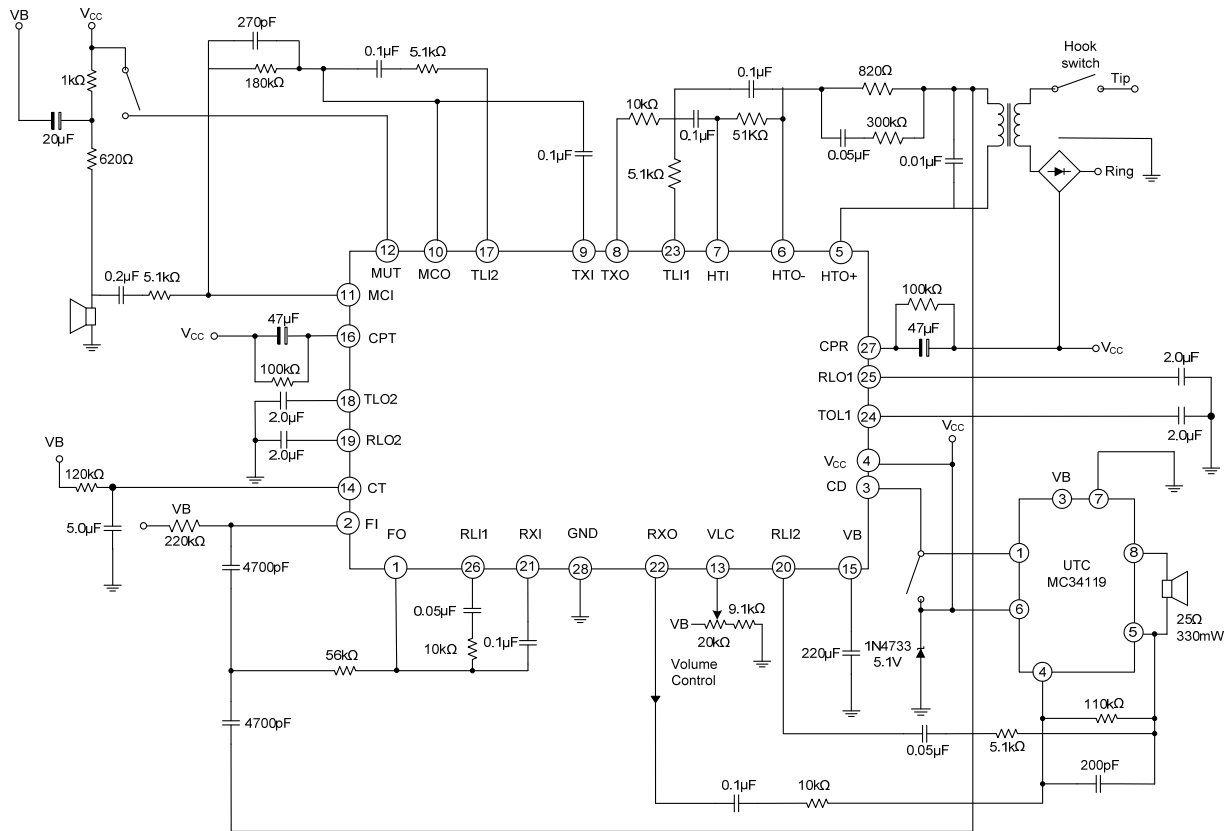 VB
VCC
270pF
1kΩ
180kΩ
0.1µF
5.1kΩ
20µF
620Ω
0.1µF
10kΩ
0.1µF
0.1µF
51KΩ
5.1kΩ
820Ω
300kΩ
0.05µF
0.01µF
Hook
switch
Tip
Ring
12
10
17
9
8
23
7
6
5
MUT
MCO
TLI2
TXI
TXO
TLI1
HTI
HTO-
HTO+
0.2µF
5.1kΩ
11
MCI
VCC
47µF
100kΩ
16
CPT
100kΩ
47µF
CPR
27
VCC
18
TLO2
2.0µF
19
RLO2
2.0µF
RLO1
25
2.0µF
TOL1
24
2.0µF
VB
120kΩ
5.0µF
14
CT
VB
220kΩ
2
FI
VCC
4
CD
3
VCC
FO
RLI1
RXI
GND
RXO
VLC
RLI2
VB
1
26
21
28
22
13
20
15
VB
3
7
1
8
UTC
MC34119
6
5
4
25Ω
330mW
4700pF
0.05µF
10kΩ
0.1µF
56kΩ
4700pF
VB
20kΩ
9.1kΩ
Volume
Control
220µF
1N4733
5.1V
110kΩ
0.05µF
5.1kΩ
200pF
0.1µF
10kΩ